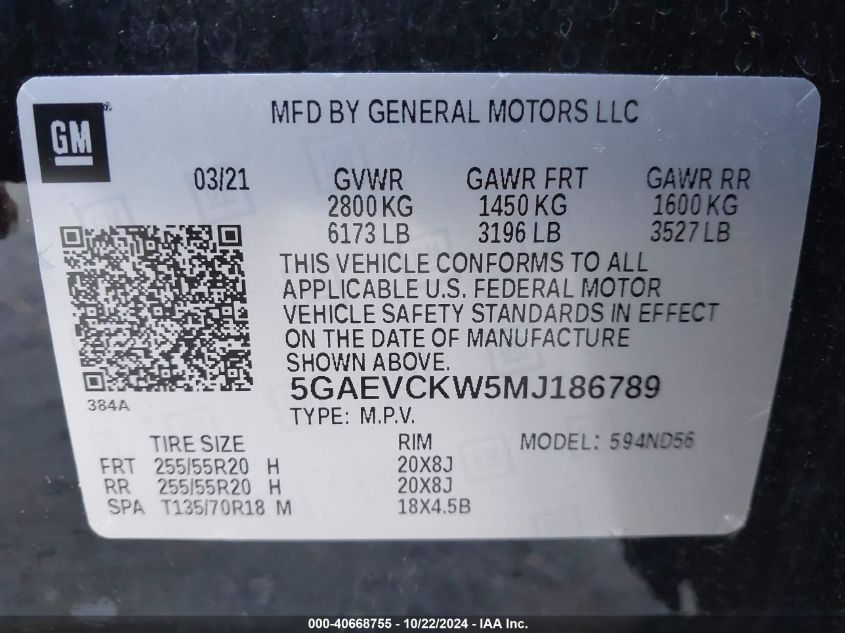 MFD BY GENERAL MOTORS LLC
GM
03/21 GVWR GAWR FRT GAWR RR
2800 KG 1450 KG 1600 KG
6173 LB 3196 LB 3527 LB
THIS VEHICLE CONFORMS TO ALL
APPLICABLE U.S. FEDERAL MOTOR
VEHICLE SAFETY STANDARDS IN EFFECT
ON THE DATE OF MANUFACTURE
SHOWN ABOVE.
5GAEVCKW5MJ186789
384A
TYPE: M.P.V.
TIRE SIZE RIM MODEL: 594ND56
FRT 255/55R20 H 20X8J
RR 255/55R20 H 20X8J
SPA T135/70R18 M 18X4.5B
000-40668755 - 10/22/2024 - IAA Inc.